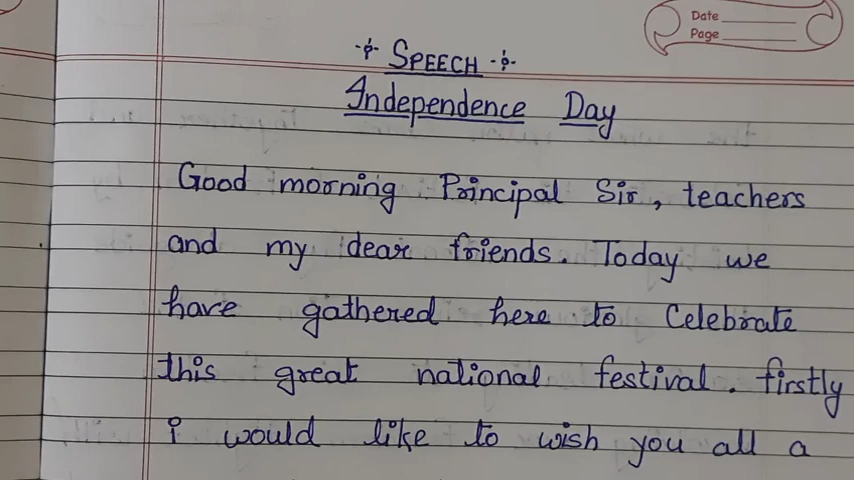 Date
Page
SPEECH
Independence Day
Good morning Principal Sir, teachers
and my dear friends. Today we
have gathered here to Celebrate
this great national festival. firstly
i would like to wish you all a